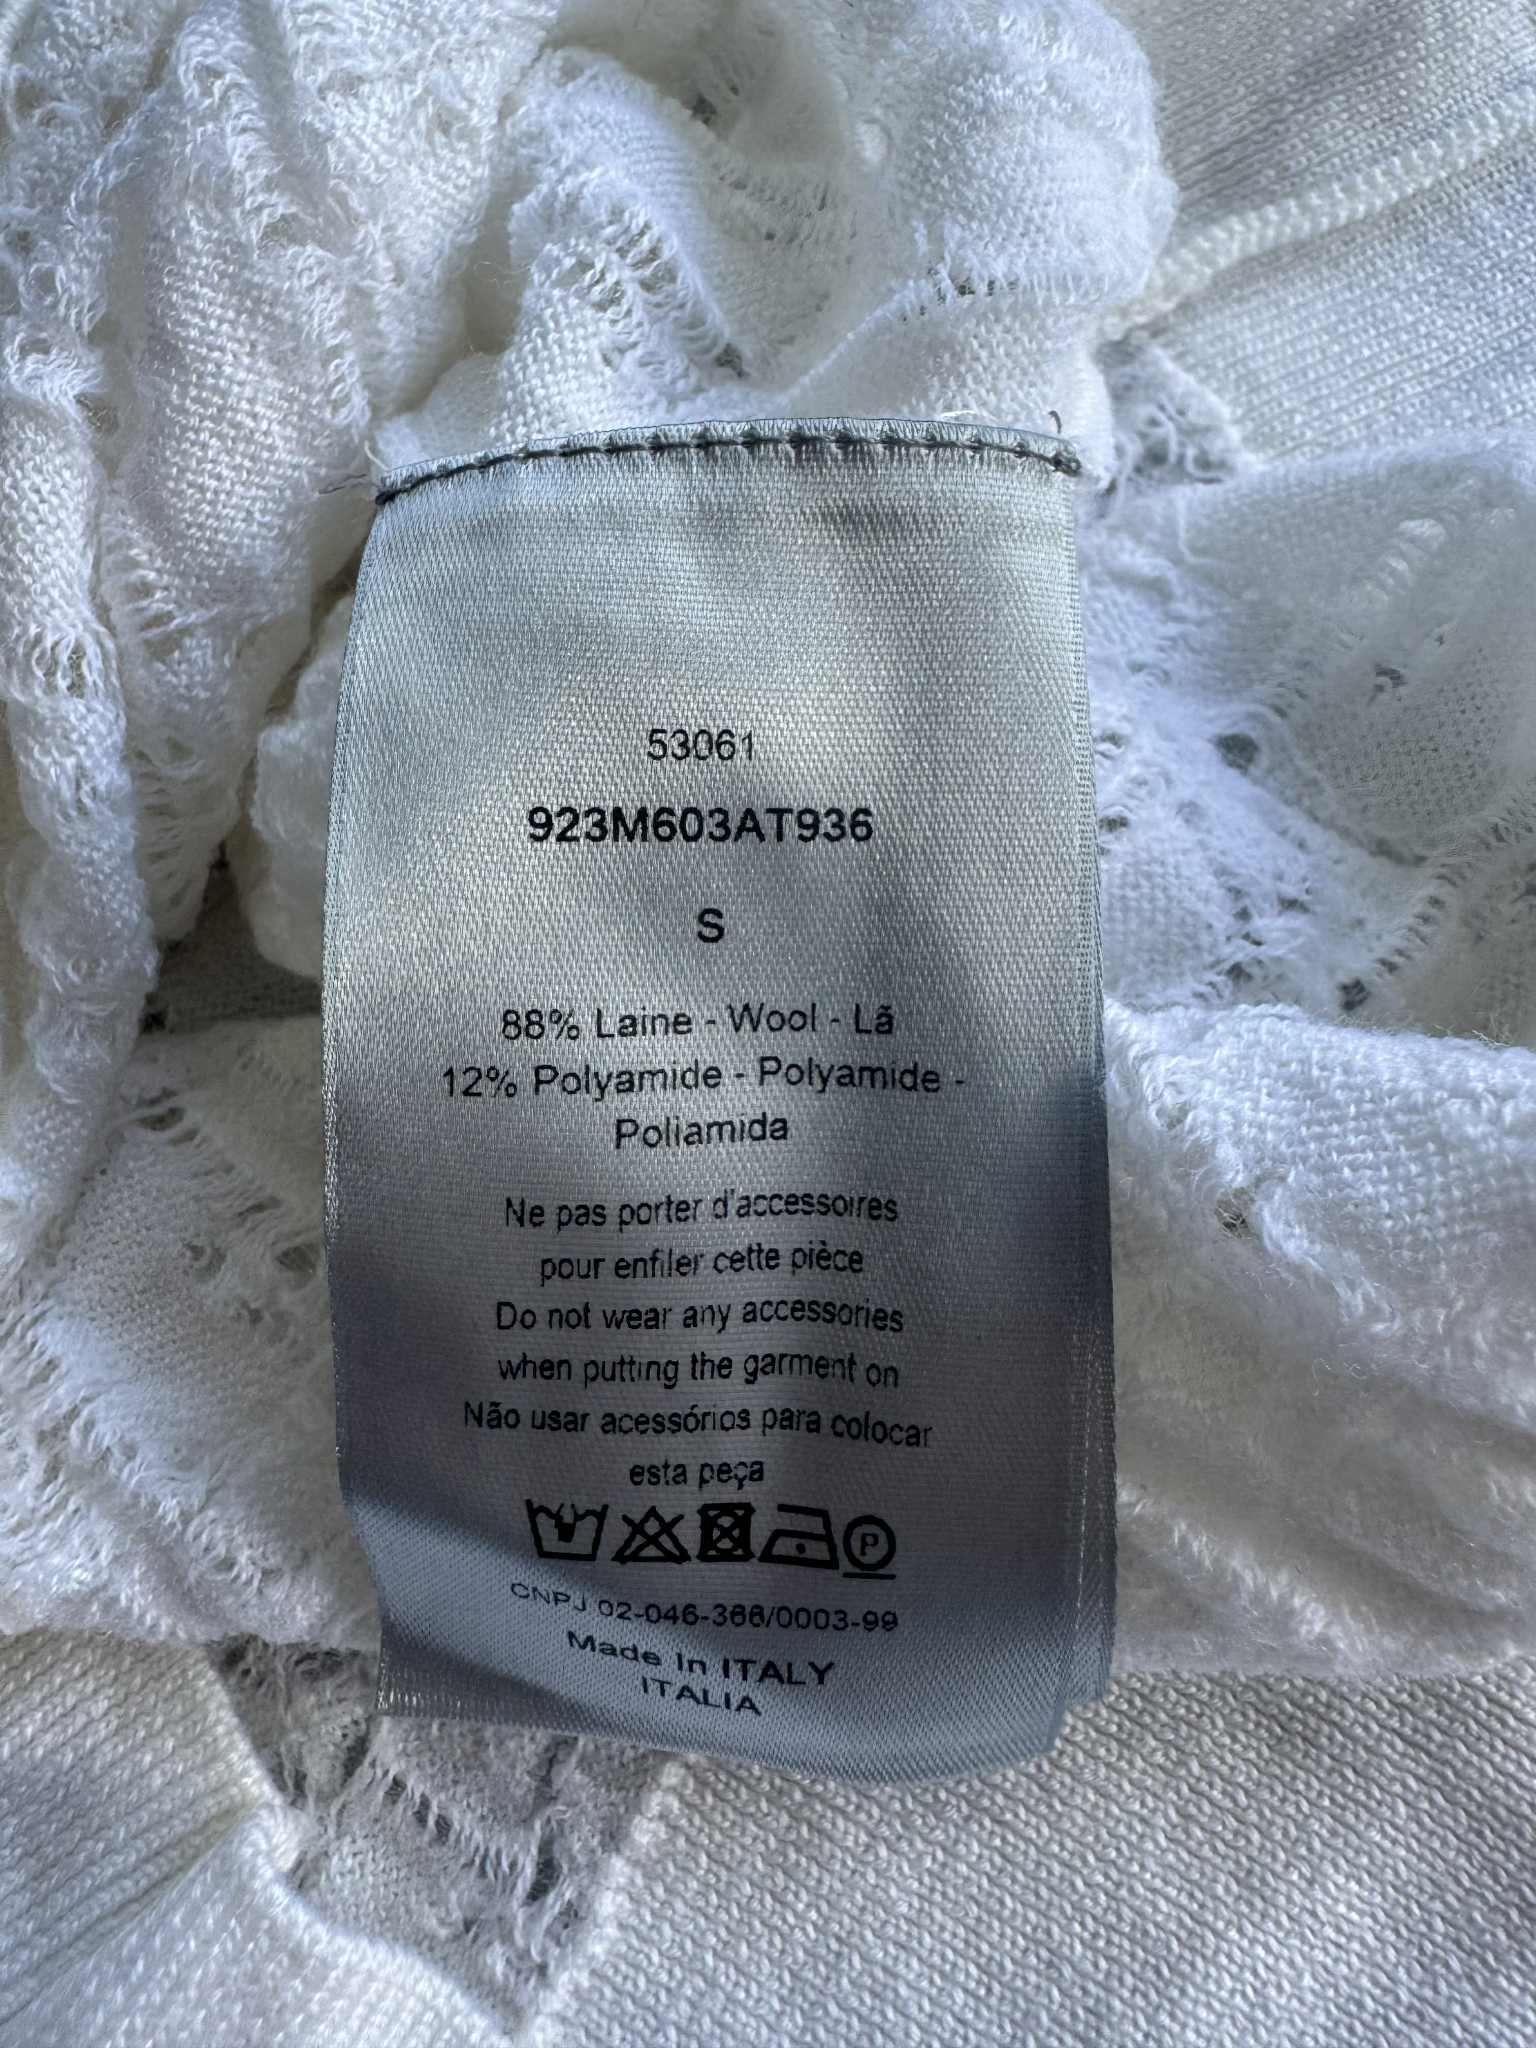 53061
923M603AT936
S
88% Laine - Wool - Lã
12% Polyamide - Polyamide -
Poliamida
Ne pas porter d'accessoires
pour enfiler cette pièce
Do not wear any accessories
when putting the garment on
Não usar acessórios para colocar
esta peça
P
CNPJ 02-046-366/0003-99
Made In ITALY
ITALIA